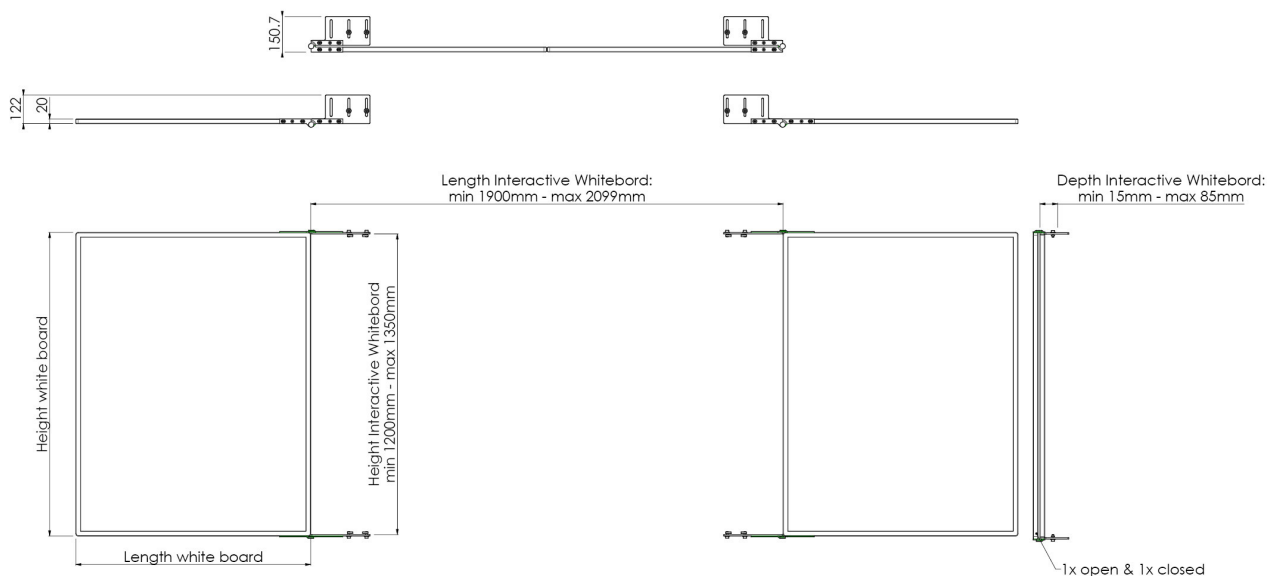 150.7
122
20
Length Interactive Whitebord:
min 1900mm - max 2099mm
Depth Interactive Whitebord:
min 15mm - max 85mm
Height white board
Height Interactive Whitebord
min 1200mm - max 1350mm
Length white board
1x open & 1x closed